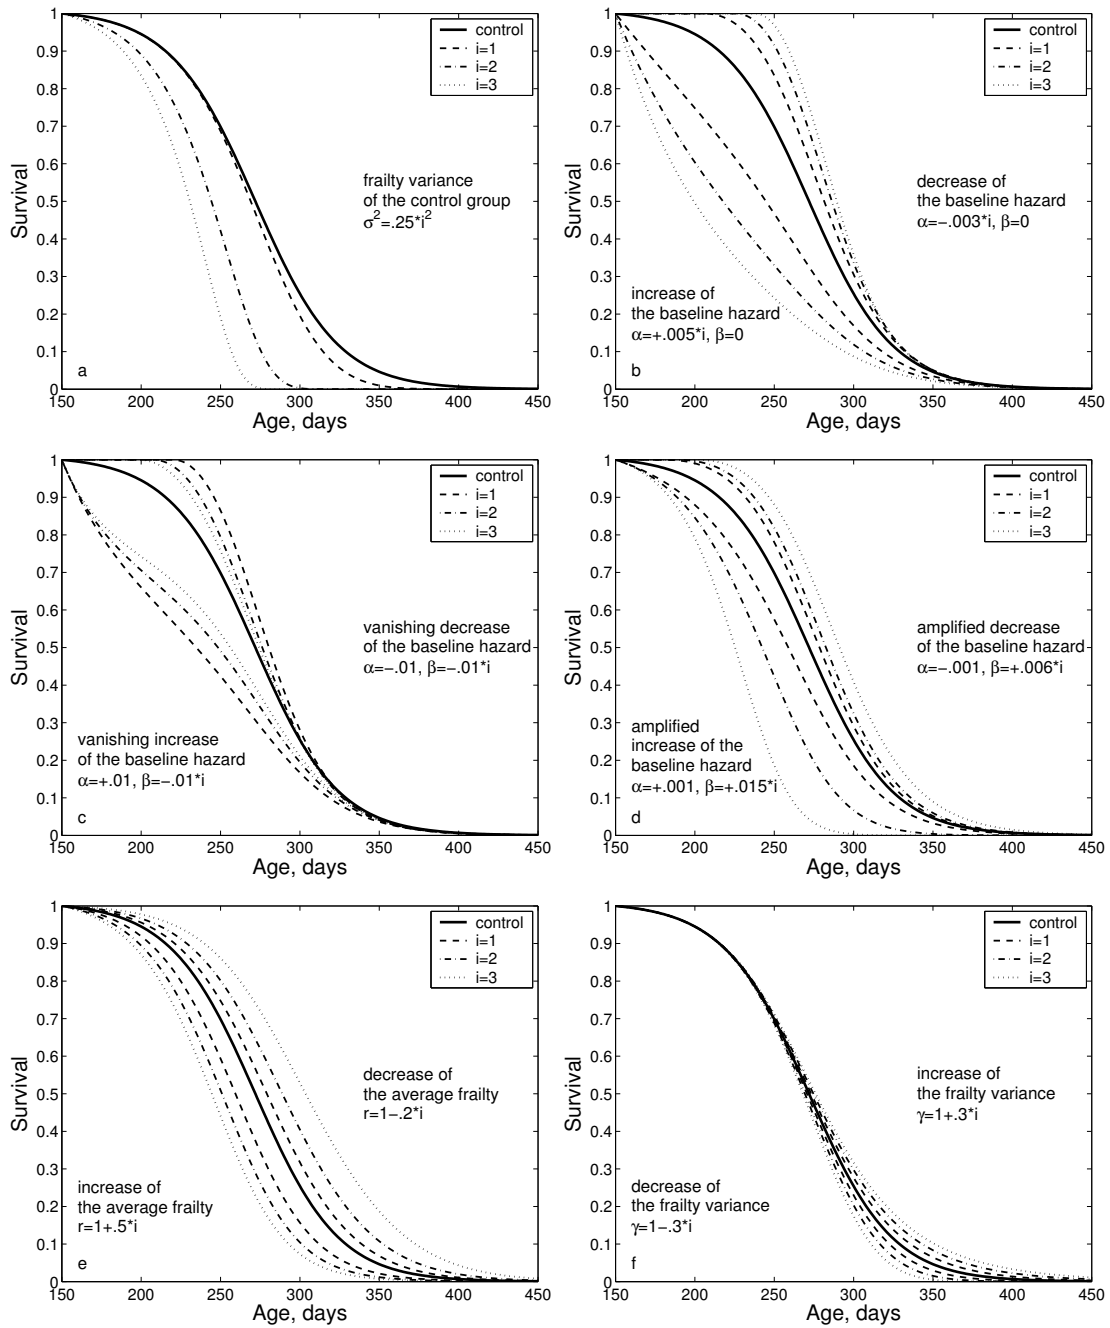 1
0.9
0.8
0.7
0.6
0.5
0.4
0.3
0.2
0.1
0
Survival
control
i=1
i=2
i=3
frailty variance
of the control group
σ²=.25*i²
a
150 200 250 300 350 400 450
Age, days
1
0.9
0.8
0.7
0.6
0.5
0.4
0.3
0.2
0.1
0
Survival
control
i=1
i=2
i=3
decrease of
the baseline hazard
α=−.003*i, β=0
increase of
the baseline hazard
α=+.005*i, β=0
b
150 200 250 300 350 400 450
Age, days
1
0.9
0.8
0.7
0.6
0.5
0.4
0.3
0.2
0.1
0
Survival
control
i=1
i=2
i=3
vanishing decrease
of the baseline hazard
α=−.01, β=−.01*i
vanishing increase
of the baseline hazard
α=+.01, β=−.01*i
c
150 200 250 300 350 400 450
Age, days
1
0.9
0.8
0.7
0.6
0.5
0.4
0.3
0.2
0.1
0
Survival
control
i=1
i=2
i=3
amplified decrease
of the baseline hazard
α=−.001, β=+.006*i
amplified
increase of the
baseline hazard
α=+.001, β=+.015*i
d
150 200 250 300 350 400 450
Age, days
1
0.9
0.8
0.7
0.6
0.5
0.4
0.3
0.2
0.1
0
Survival
control
i=1
i=2
i=3
decrease of
the average frailty
r=1−.2*i
increase of
the average frailty
r=1+.5*i
e
150 200 250 300 350 400 450
Age, days
1
0.9
0.8
0.7
0.6
0.5
0.4
0.3
0.2
0.1
0
Survival
control
i=1
i=2
i=3
increase of
the frailty variance
γ=1+.3*i
decrease of
the frailty variance
γ=1−.3*i
f
150 200 250 300 350 400 450
Age, days